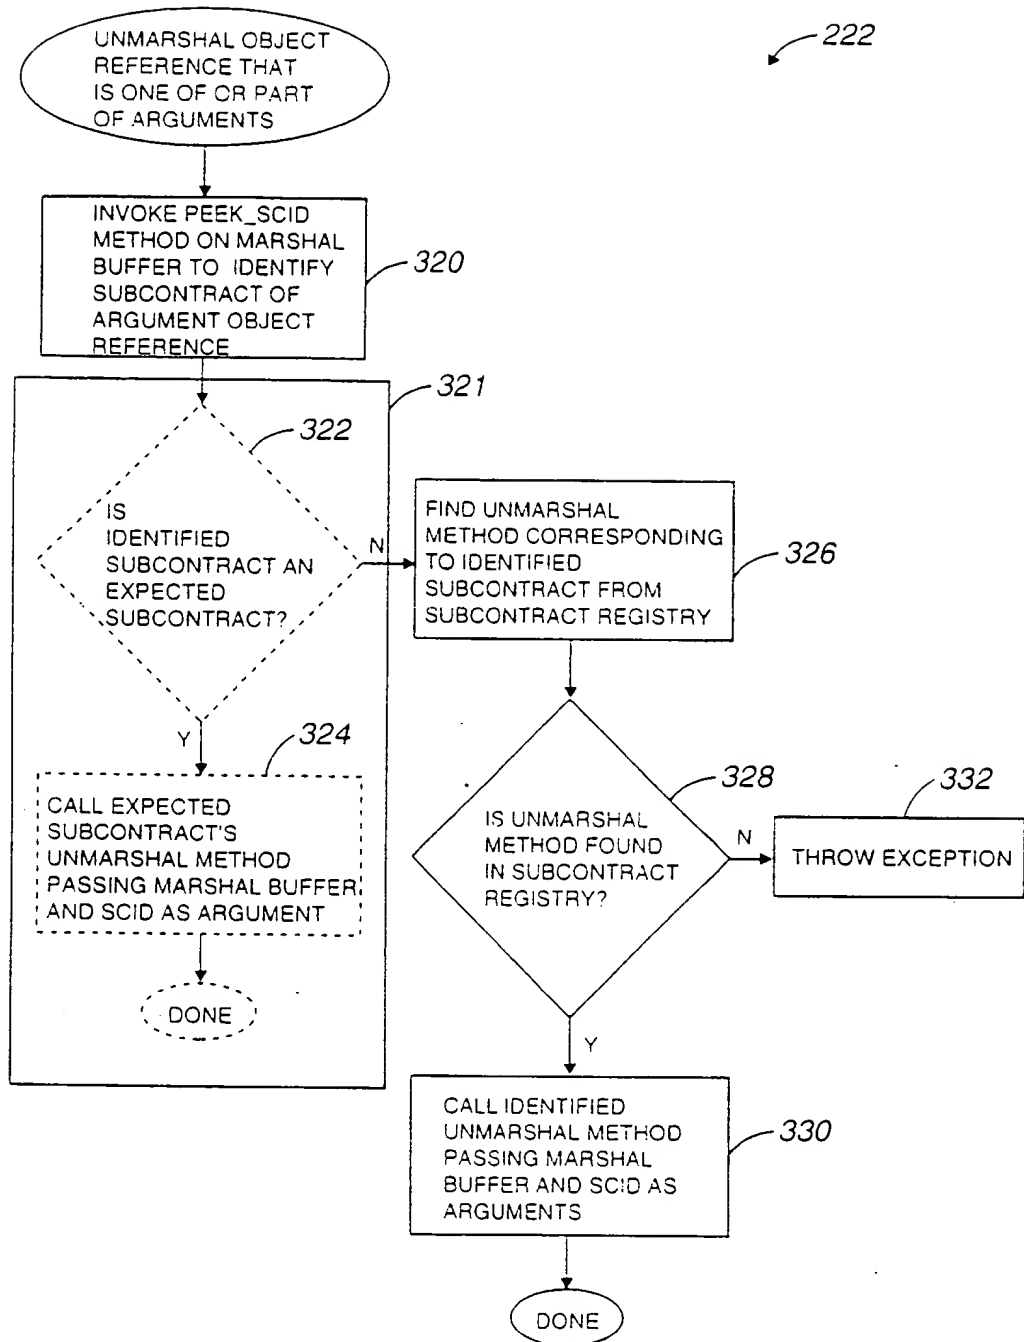 222
UNMARSHAL OBJECT
REFERENCE THAT
IS ONE OF OR PART
OF ARGUMENTS
INVOKE PEEK_SCID
METHOD ON MARSHAL
BUFFER TO IDENTIFY
SUBCONTRACT OF
ARGUMENT OBJECT
REFERENCE
320
321
322
IS
IDENTIFIED
SUBCONTRACT AN
EXPECTED
SUBCONTRACT?
N
FIND UNMARSHAL
METHOD CORRESPONDING
TO IDENTIFIED
SUBCONTRACT FROM
SUBCONTRACT REGISTRY
326
Y
324
CALL EXPECTED
SUBCONTRACT'S
UNMARSHAL METHOD
PASSING MARSHAL BUFFER
AND SCID AS ARGUMENT
DONE
328
IS UNMARSHAL
METHOD FOUND
IN SUBCONTRACT
REGISTRY?
N
332
THROW EXCEPTION
Y
CALL IDENTIFIED
UNMARSHAL METHOD
PASSING MARSHAL
BUFFER AND SCID AS
ARGUMENTS
330
DONE